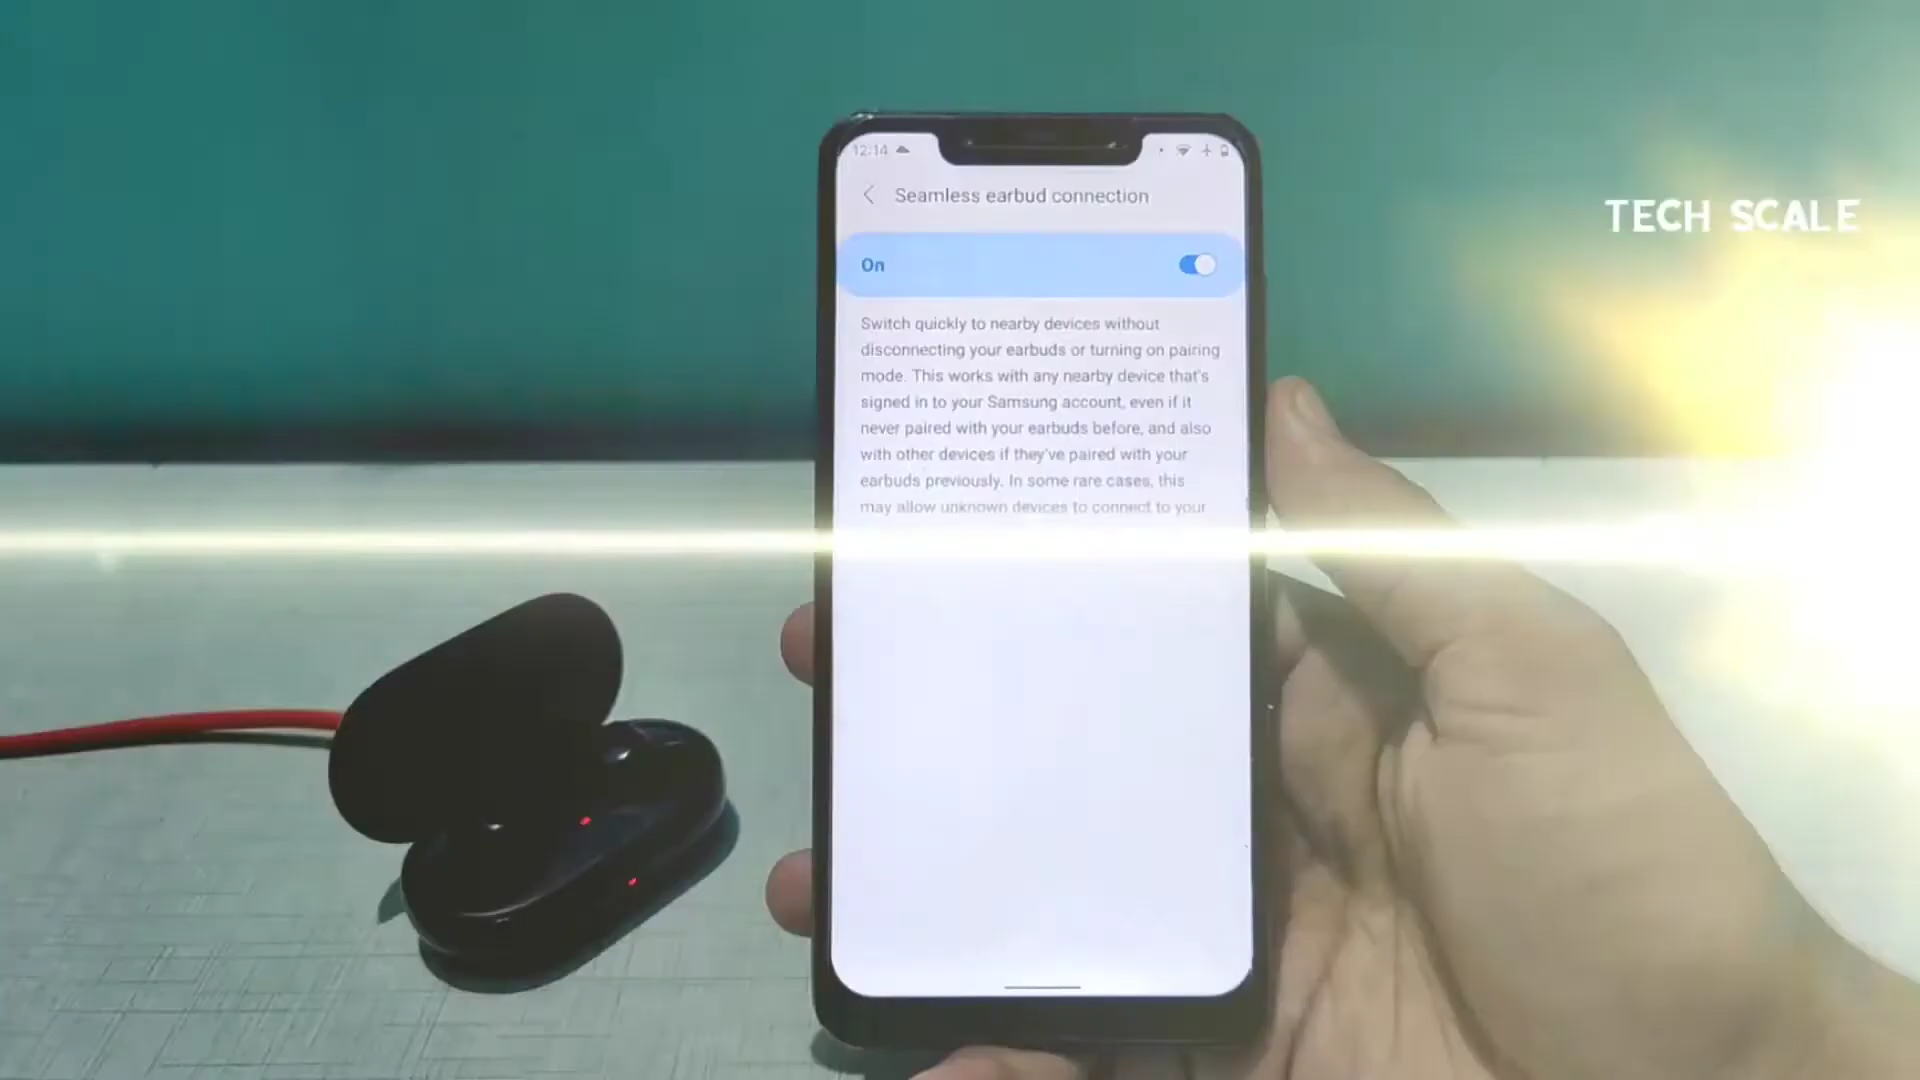 12:14
Seamless earbud connection
TECH SCALE
On
Switch quickly to nearby devices without
disconnecting your earbuds or turning on pairing
mode. This works with any nearby device that's
signed in to your Samsung account, even if it
never paired with your earbuds before, and also
with other devices if they've paired with your
earbuds previously. In some rare cases, this
may allow unknown devices to connect to your